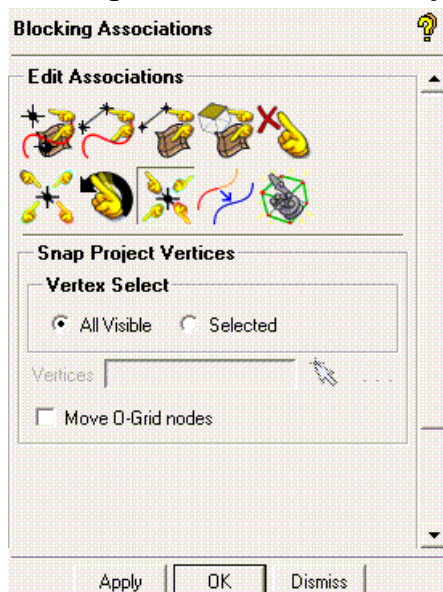 Blocking Associations
Edit Associations
Snap Project Vertices
Vertex Select
All Visible Selected
Vertices ...
Move O-Grid nodes
Apply OK Dismiss